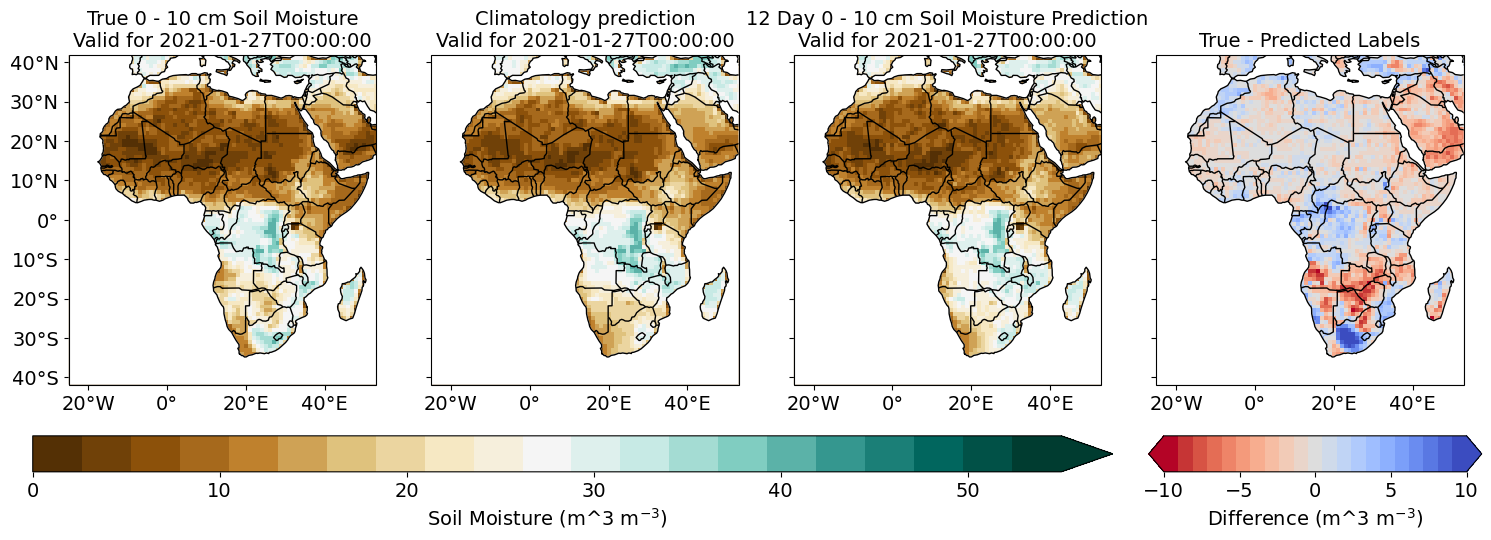 True 0 - 10 cm Soil Moisture
Valid for 2021-01-27T00:00:00
Climatology prediction
Valid for 2021-01-27T00:00:00
12 Day 0 - 10 cm Soil Moisture Prediction
Valid for 2021-01-27T00:00:00
True - Predicted Labels
40°N
30°N
20°N
10°N
0°
10°S
20°S
30°S
40°S
20°W 0° 20°E 40°E
20°W 0° 20°E 40°E
20°W 0° 20°E 40°E
20°W 0° 20°E 40°E
0 10 20 30 40 50
Soil Moisture (m^3 m⁻³)
−10 −5 0 5 10
Difference (m^3 m⁻³)